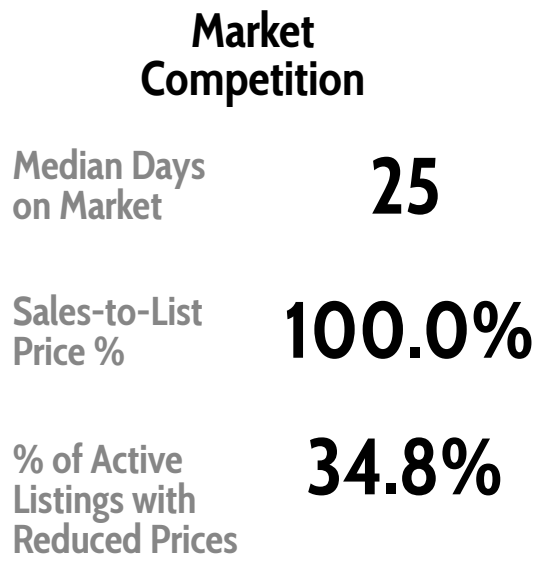 Market
Competition
Median Days
on Market
25
Sales-to-List
Price %
100.0%
% of Active
Listings with
Reduced Prices
34.8%